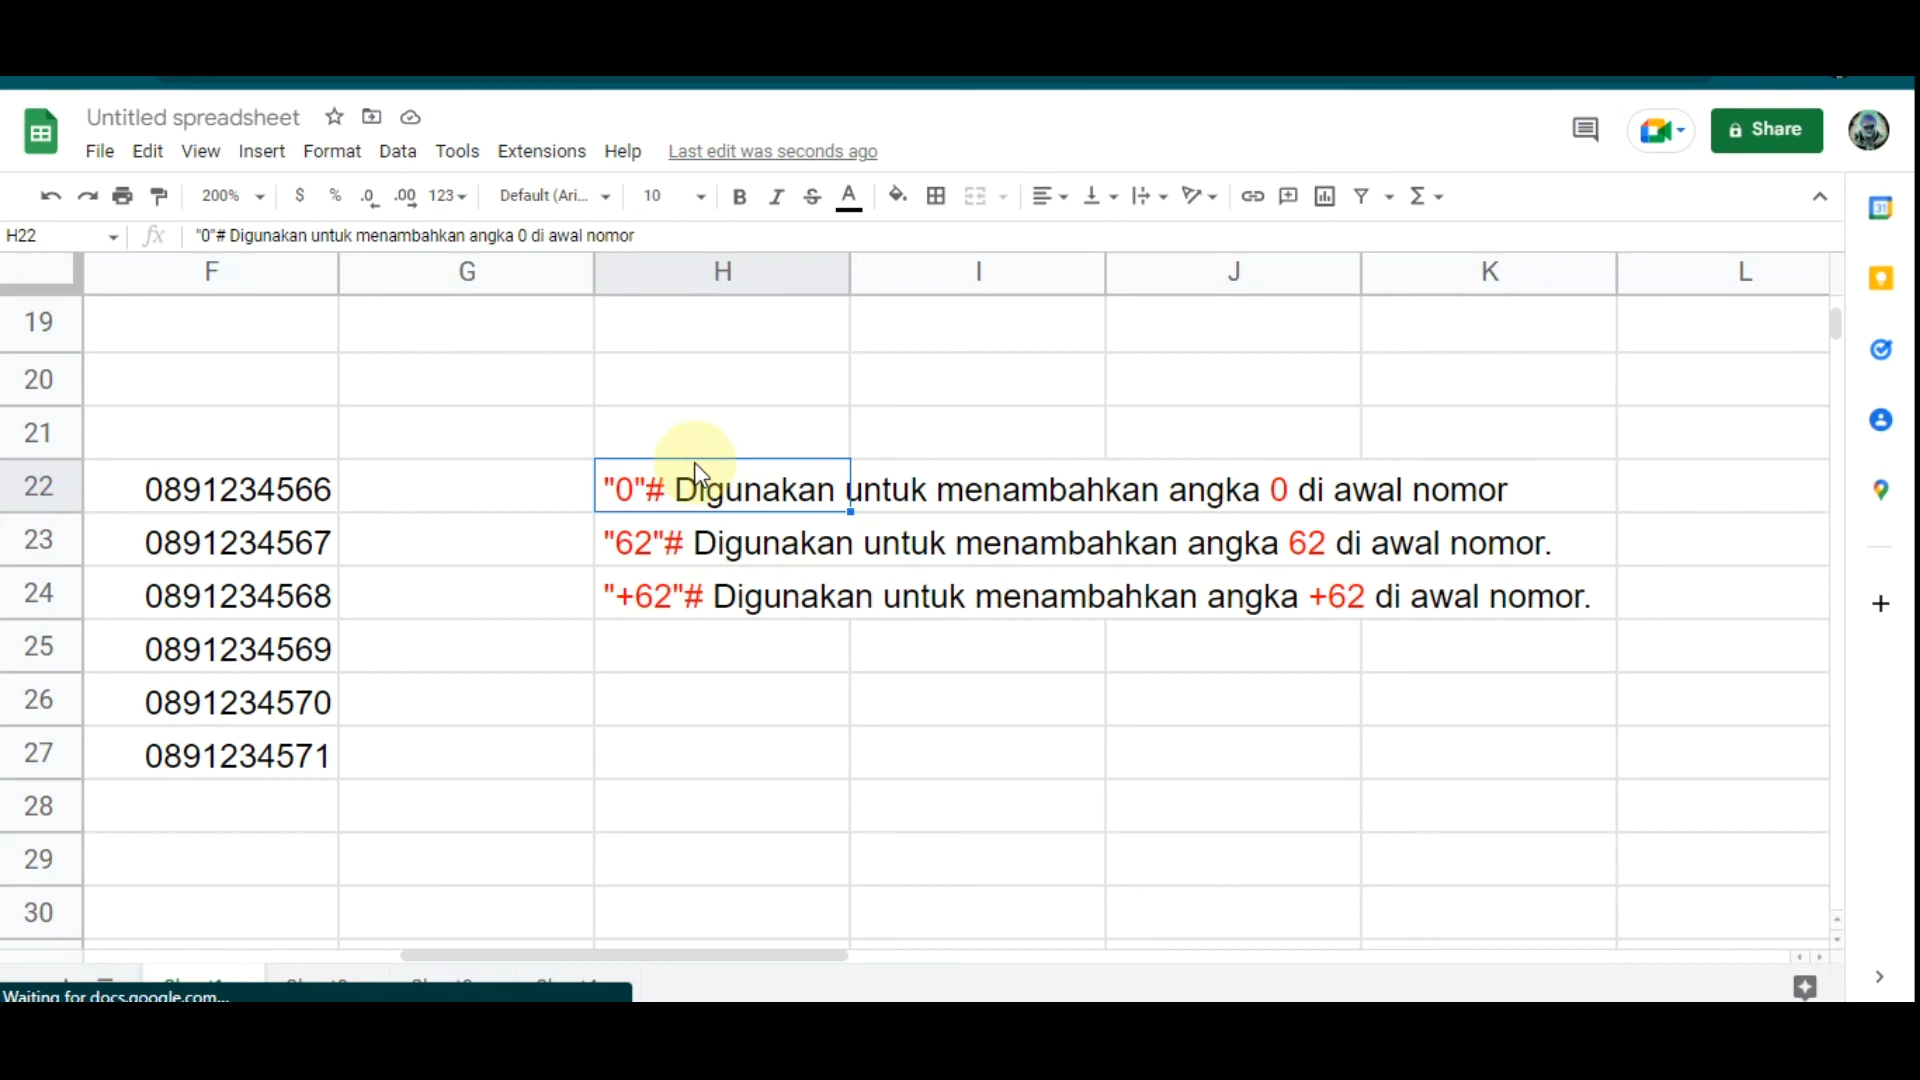 Untitled spreadsheet
File Edit View Insert Format Data Tools Extensions Help Last edit was seconds ago
Share
200% $ % .0 .00 123 Default (Ari... 10 B I S A
31
H22 fx "0"# Digunakan untuk menambahkan angka 0 di awal nomor
F G H I J K L
19
20
21
22 0891234566 "0"# Digunakan untuk menambahkan angka 0 di awal nomor
23 0891234567 "62"# Digunakan untuk menambahkan angka 62 di awal nomor.
24 0891234568 "+62"# Digunakan untuk menambahkan angka +62 di awal nomor.
25 0891234569
26 0891234570
27 0891234571
28
29
30
Waiting for docs.google.com...